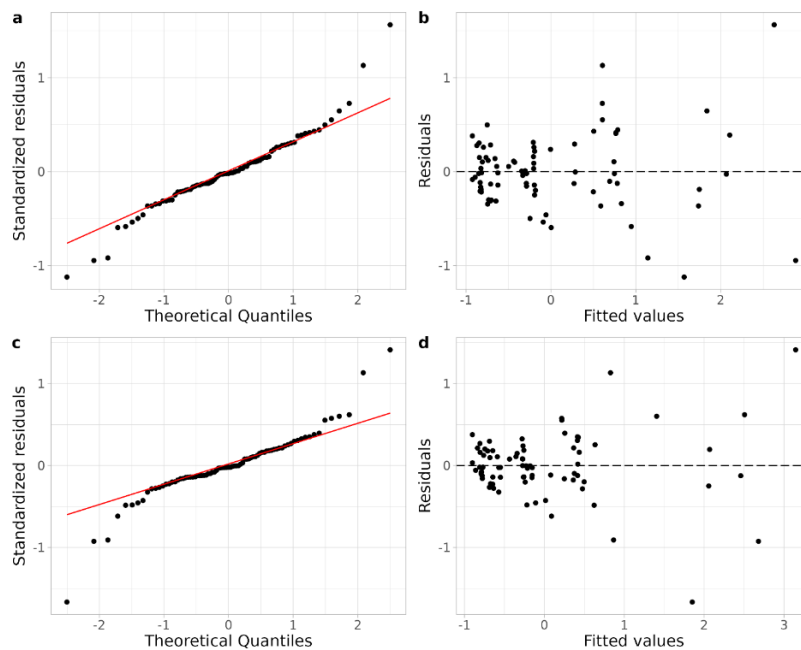 a
Standardized residuals
1
0
-1
-2
-1
0
1
2
Theoretical Quantiles
b
Residuals
1
0
-1
-1
0
1
2
Fitted values
c
Standardized residuals
1
0
-1
-2
-1
0
1
2
Theoretical Quantiles
d
Residuals
1
0
-1
-1
0
1
2
3
Fitted values